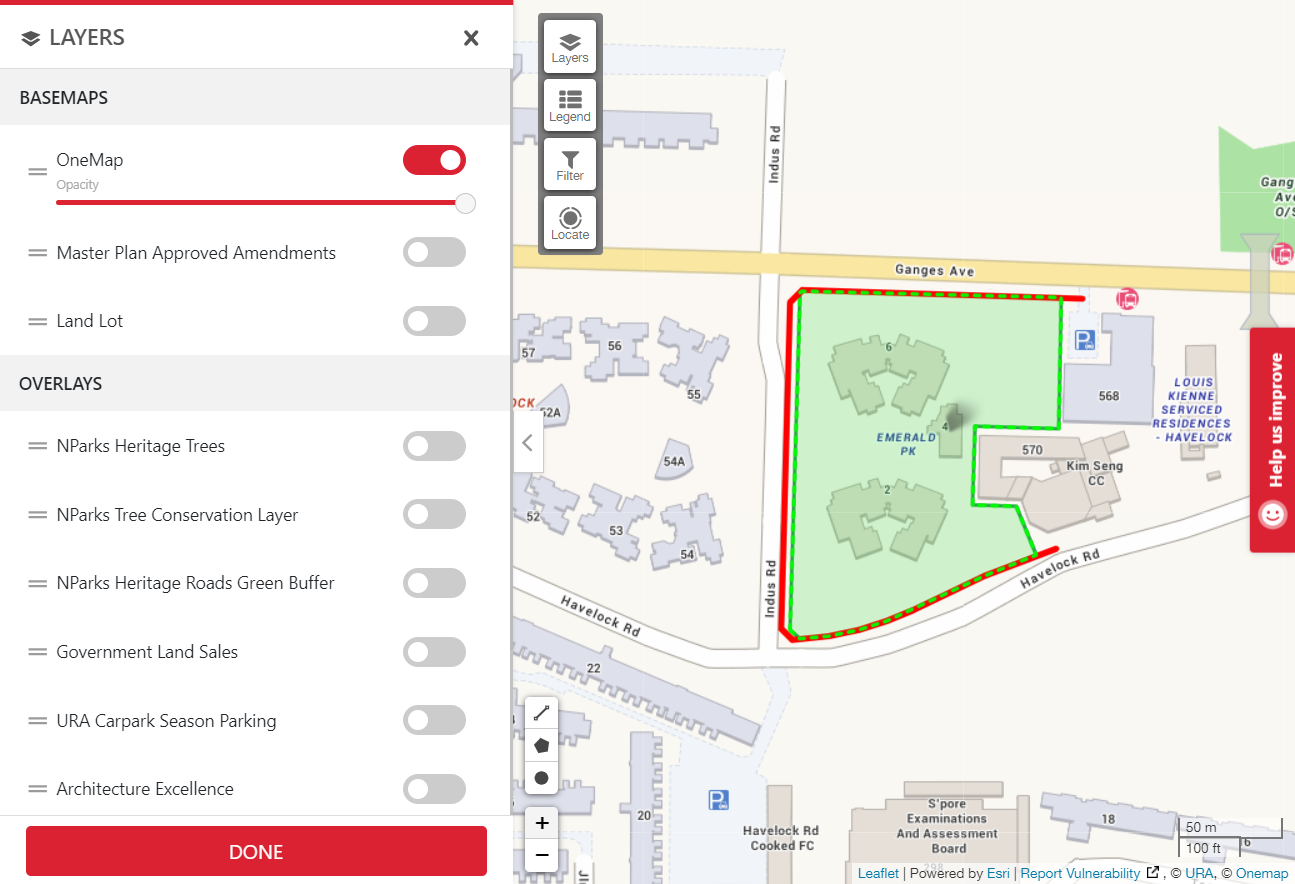 LAYERS
BASEMAPS
OneMap
Opacity
Master Plan Approved Amendments
Land Lot
OVERLAYS
NParks Heritage Trees
NParks Tree Conservation Layer
NParks Heritage Roads Green Buffer
Government Land Sales
URA Carpark Season Parking
Architecture Excellence
DONE
Layers
Legend
Filter
Locate
Indus Rd
Ganges Ave
Gang
Ave
O/S
57
56
55
OCK
52A
54A
52
53
54
6
4
EMERALD
PK
2
P
568
LOUIS
KIENNE
SERVICED
RESIDENCES
- HAVELOCK
570
Kim Seng
CC
Help us improve
Indus Rd
Havelock Rd
Havelock Rd
22
20
P
Havelock Rd
Cooked FC
S'pore
Examinations
And Assessment
Board
298
18
50 m
100 ft
+
−
Leaflet | Powered by Esri | Report Vulnerability , © URA, © Onemap